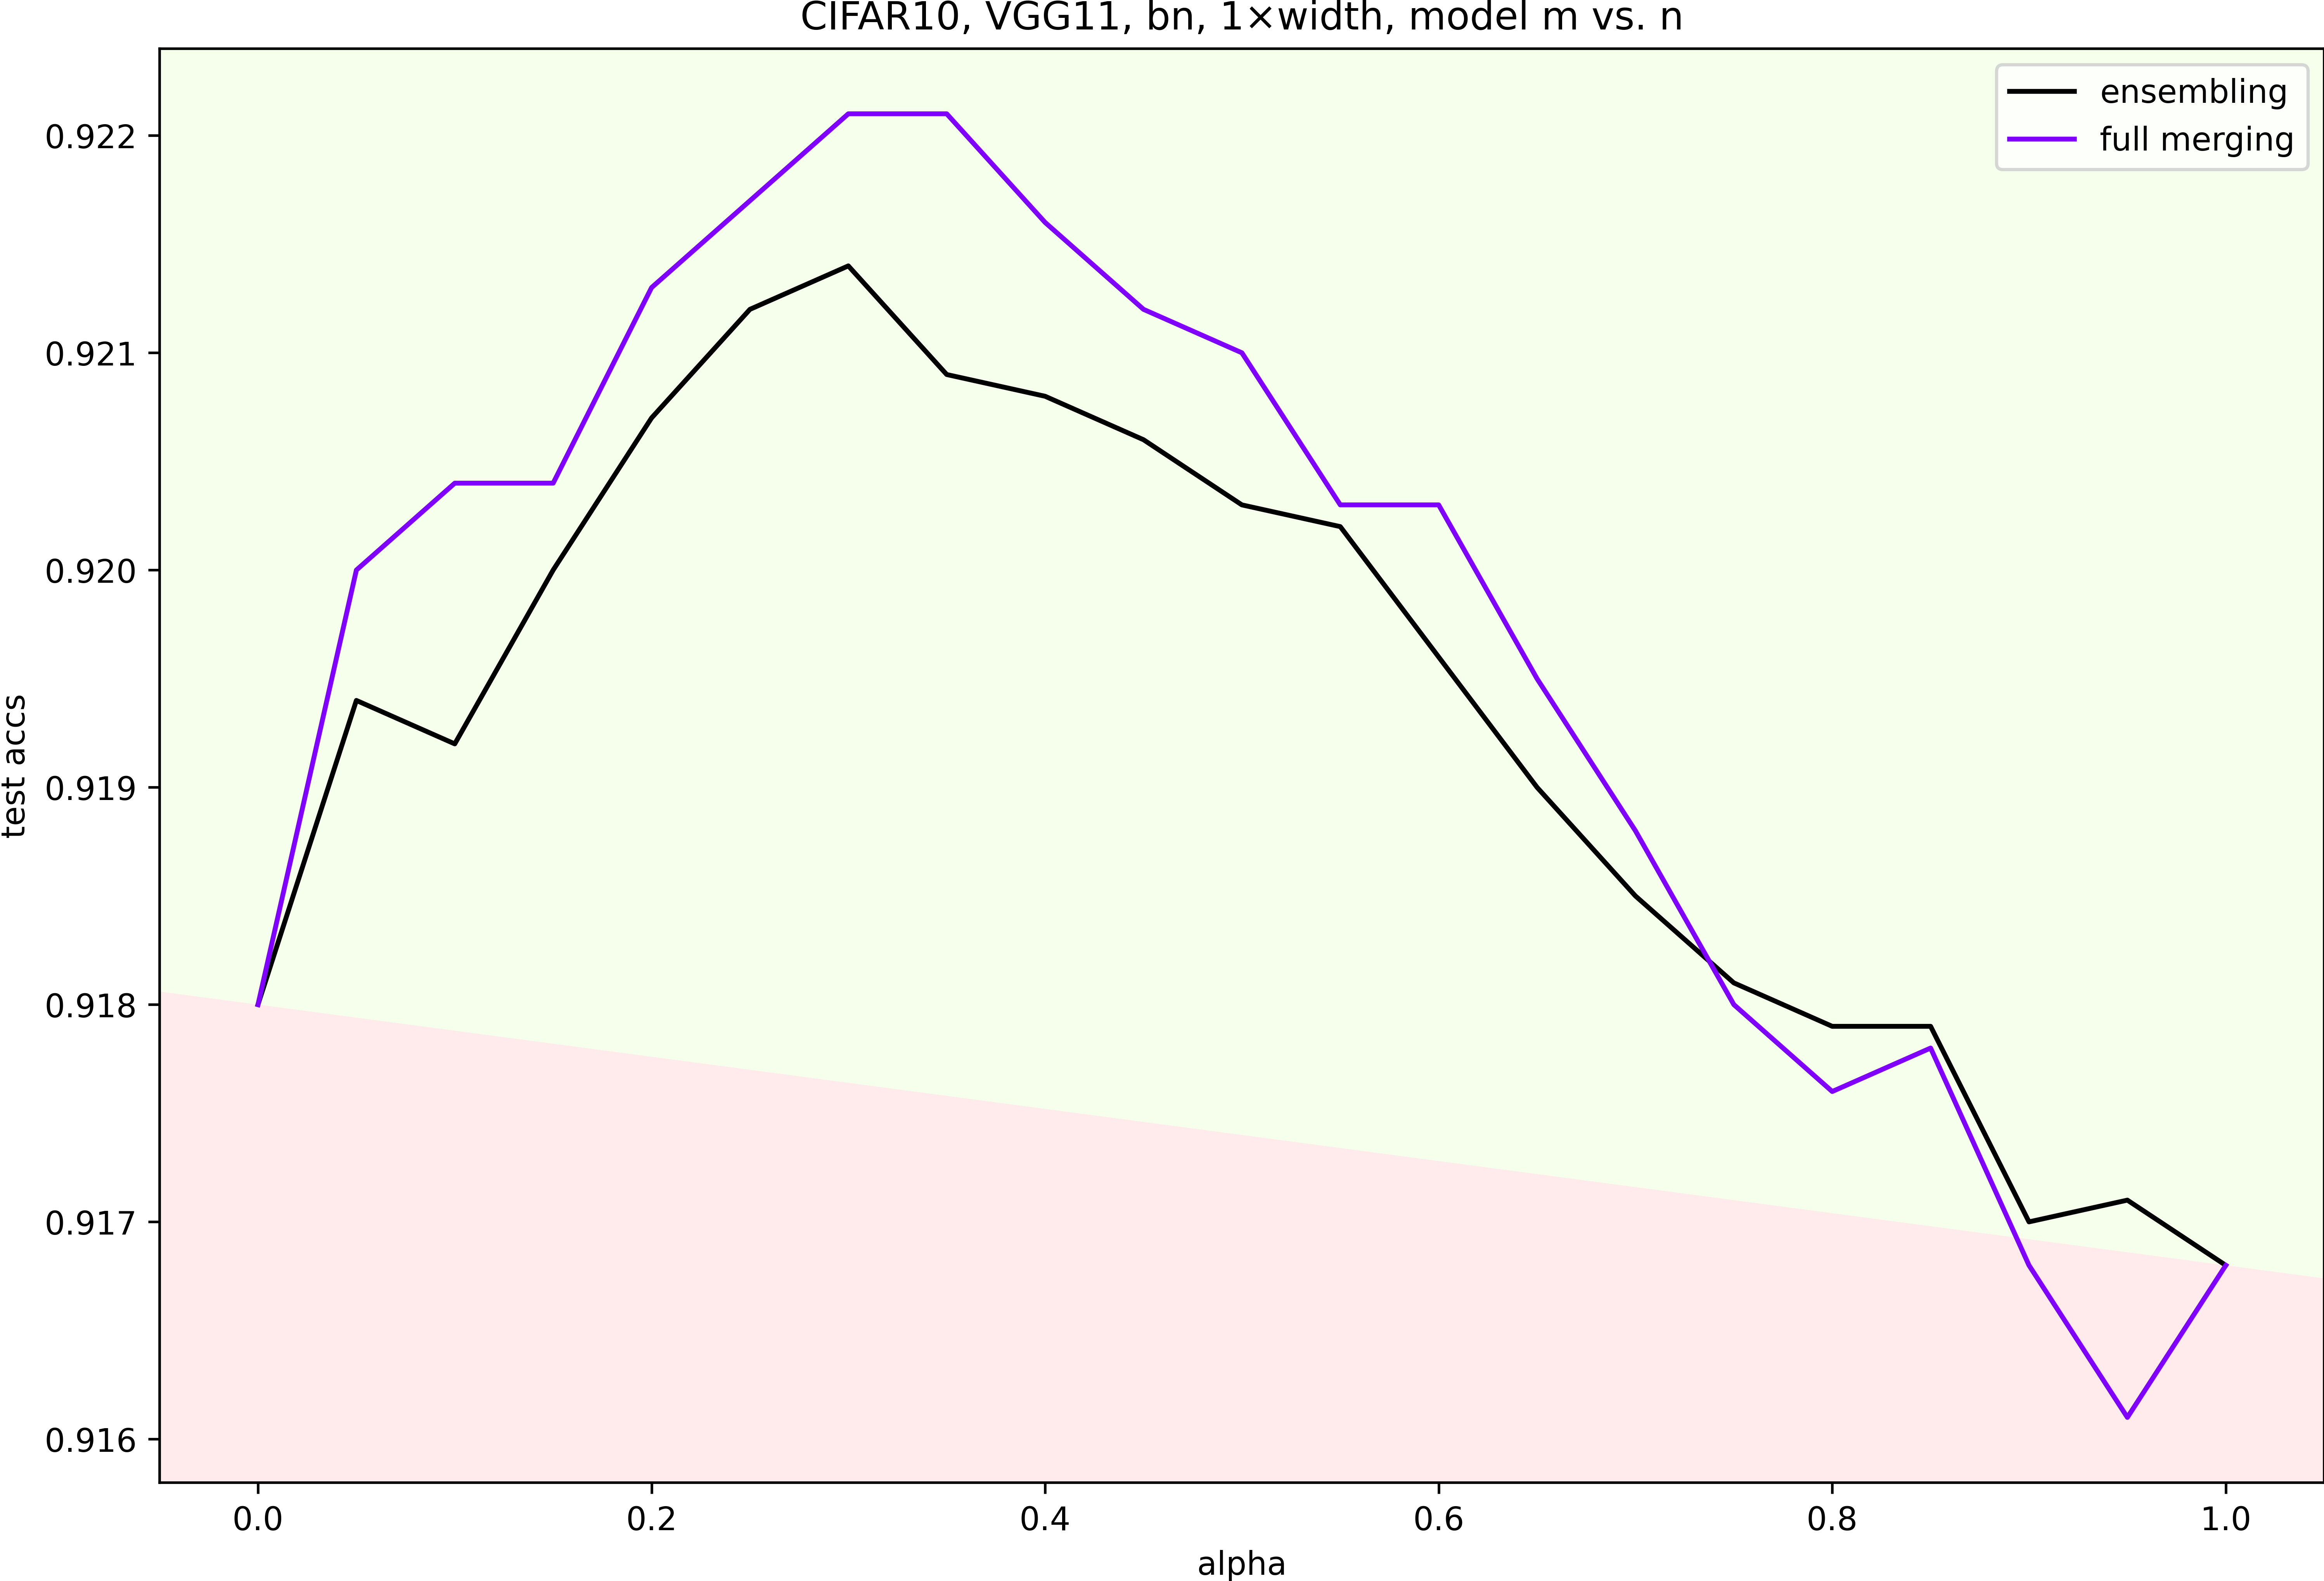 CIFAR10, VGG11, bn, 1×width, model m vs. n
ensembling
full merging
0.922
0.921
0.920
0.919
0.918
0.917
0.916
test accs
0.0 0.2 0.4 0.6 0.8 1.0
alpha